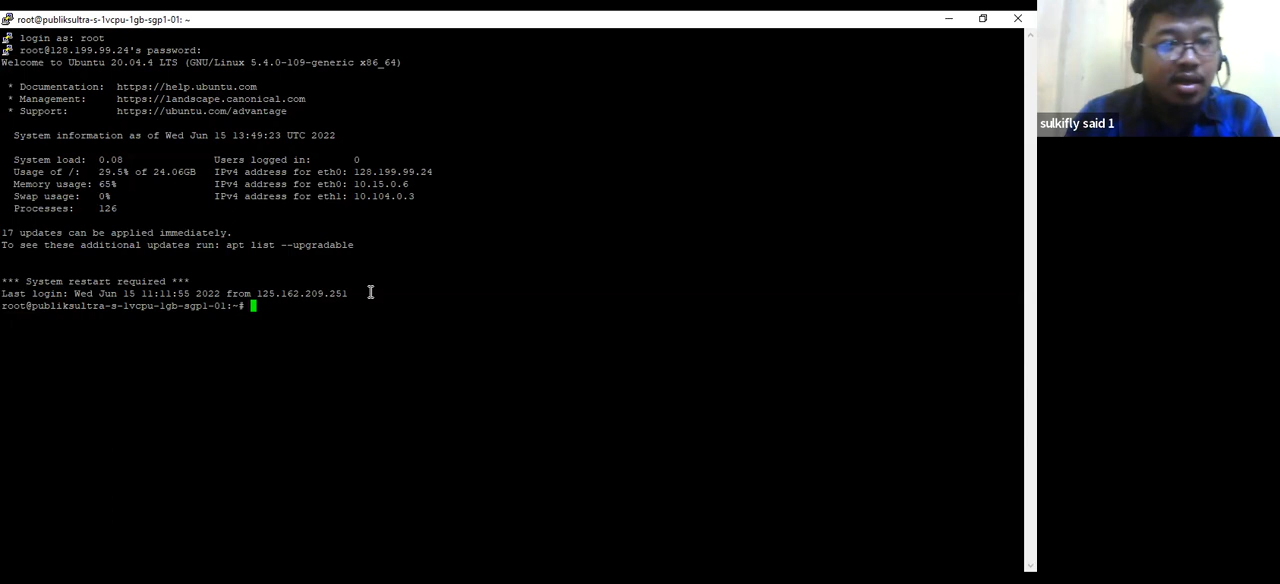 root@publiksultra-s-1vcpu-1gb-sgp1-01: ~
login as: root
root@128.199.99.24's password:
Welcome to Ubuntu 20.04.4 LTS (GNU/Linux 5.4.0-109-generic x86_64)
* Documentation: https://help.ubuntu.com
* Management: https://landscape.canonical.com
* Support: https://ubuntu.com/advantage
System information as of Wed Jun 15 13:49:23 UTC 2022
System load: 0.08 Users logged in: 0
Usage of /: 29.5% of 24.06GB IPv4 address for eth0: 128.199.99.24
Memory usage: 65% IPv4 address for eth0: 10.15.0.6
Swap usage: 0% IPv4 address for eth1: 10.104.0.3
Processes: 126
17 updates can be applied immediately.
To see these additional updates run: apt list --upgradable
*** System restart required ***
Last login: Wed Jun 15 11:11:55 2022 from 125.162.209.251
root@publiksultra-s-1vcpu-1gb-sgp1-01:~#
sulkifly said 1